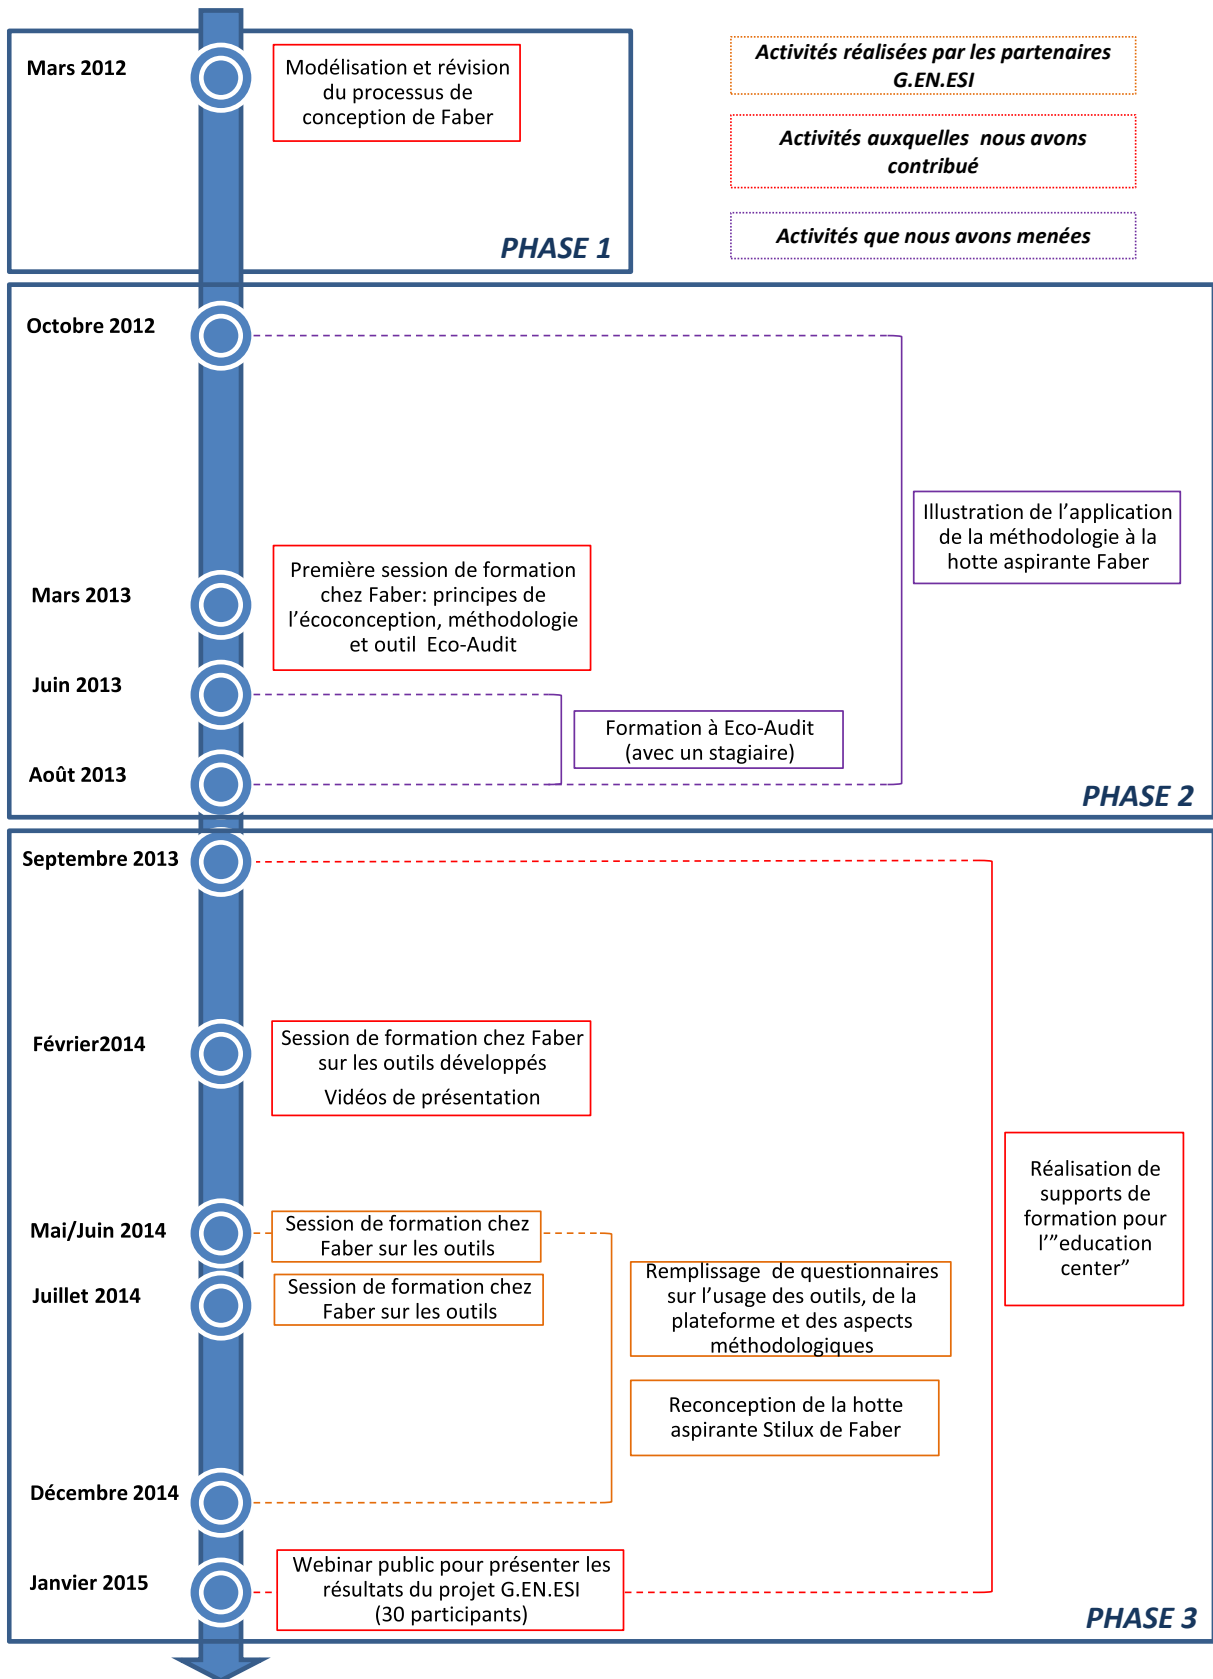 Mars 2012
Modélisation et révision
du processus de
conception de Faber
PHASE 1
Activités réalisées par les partenaires
G.EN.ESI
Activités auxquelles nous avons
contribué
Activités que nous avons menées
Octobre 2012
Illustration de l’application
de la méthodologie à la
hotte aspirante Faber
Mars 2013
Première session de formation
chez Faber: principes de
l’écoconception, méthodologie
et outil Eco-Audit
Juin 2013
Formation à Eco-Audit
(avec un stagiaire)
Août 2013
PHASE 2
Septembre 2013
Février2014
Session de formation chez Faber
sur les outils développés
Vidéos de présentation
Réalisation de
supports de
formation pour
l’”education
center”
Mai/Juin 2014
Session de formation chez
Faber sur les outils
Juillet 2014
Session de formation chez
Faber sur les outils
Remplissage de questionnaires
sur l’usage des outils, de la
plateforme et des aspects
méthodologiques
Reconception de la hotte
aspirante Stilux de Faber
Décembre 2014
Janvier 2015
Webinar public pour présenter les
résultats du projet G.EN.ESI
(30 participants)
PHASE 3